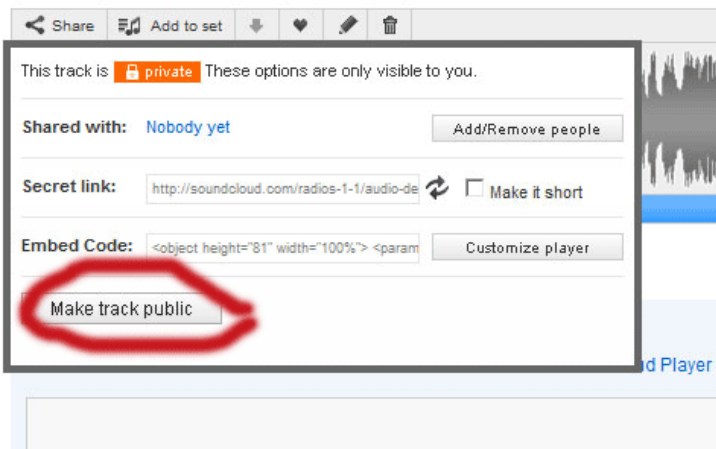 Share Add to set
This track is private These options are only visible to you.
Shared with: Nobody yet Add/Remove people
Secret link: http://soundcloud.com/radios-1-1/audio-de Make it short
Embed Code: <object height="81" width="100%"> <param Customize player
Make track public
Player